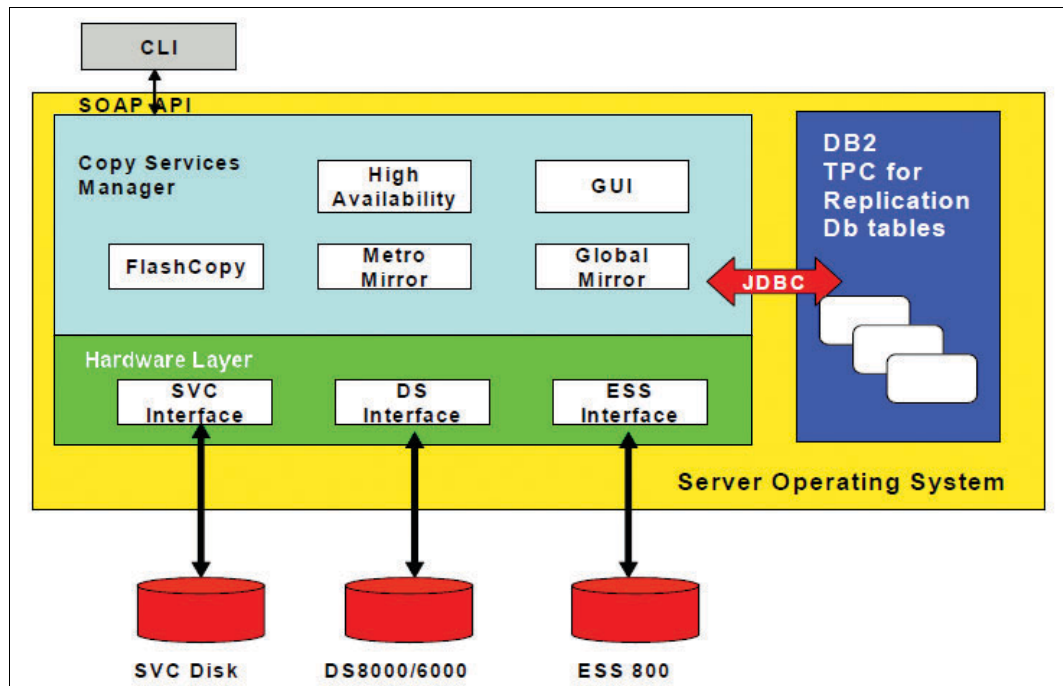 CLI
SOAP API
Copy Services
Manager
High
Availability
GUI
FlashCopy
Metro
Mirror
Global
Mirror
JDBC
DB2
TPC for
Replication
Db tables
Hardware Layer
SVC
Interface
DS
Interface
ESS
Interface
Server Operating System
SVC Disk
DS8000/6000
ESS 800